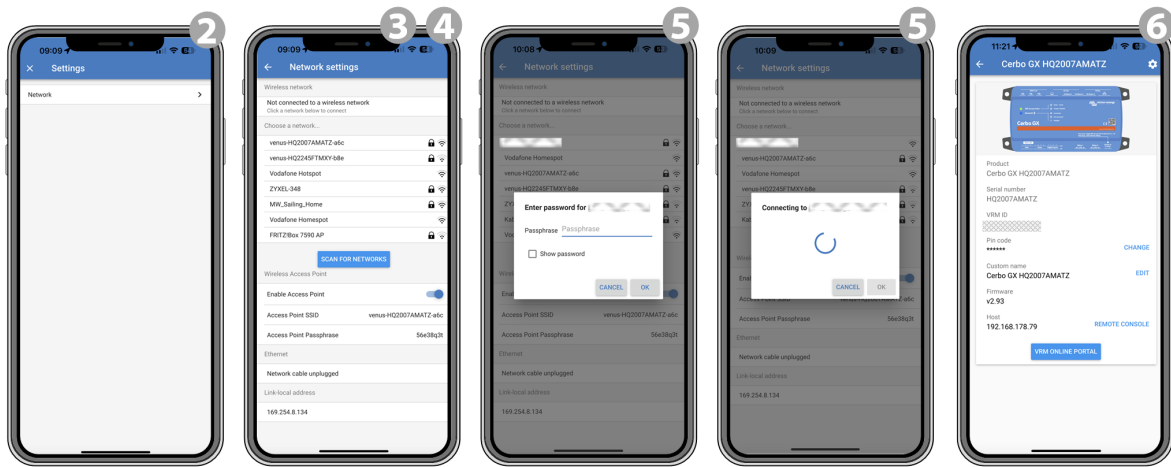 2
09:09
Settings
Network
3 4
09:09
Network settings
Wireless network
Not connected to a wireless network
Click a network below to connect
Choose a network...
venus-HQ2007AMATZ-a6c
venus-HQ2245FTMXY-b8e
Vodafone Hotspot
ZYXEL-348
MW_Sailing_Home
Vodafone Homespot
FRITZ!Box 7590 AP
SCAN FOR NETWORKS
Wireless Access Point
Enable Access Point
Access Point SSID venus-HQ2007AMATZ-a6c
Access Point Passphrase 56e38q3t
Ethernet
Network cable unplugged
Link-local address
169.254.8.134
5
10:08
Network settings
Wireless network
Not connected to a wireless network
Click a network below to connect
Choose a network...
Vodafone Homespot
venus-HQ2007AMATZ-a6c
venus-HQ2245FTMXY-b8e
Enter password for
Passphrase Passphrase
Show password
CANCEL OK
Access Point SSID venus-HQ2007AMATZ-a6c
Access Point Passphrase 56e38q3t
Ethernet
Network cable unplugged
Link-local address
169.254.8.134
5
10:09
Network settings
Wireless network
Not connected to a wireless network
Click a network below to connect
Choose a network...
venus-HQ2007AMATZ-a6c
Vodafone Homespot
venus-HQ2245FTMXY-b8e
Connecting to
CANCEL OK
Access Point Passphrase 56e38q3t
Ethernet
Network cable unplugged
Link-local address
169.254.8.134
6
11:21
Cerbo GX HQ2007AMATZ
Cerbo GX
Product
Cerbo GX HQ2007AMATZ
Serial number
HQ2007AMATZ
VRM ID
Pin code
****** CHANGE
Custom name
Cerbo GX HQ2007AMATZ EDIT
Firmware
v2.93
Host
192.168.178.79 REMOTE CONSOLE
VRM ONLINE PORTAL